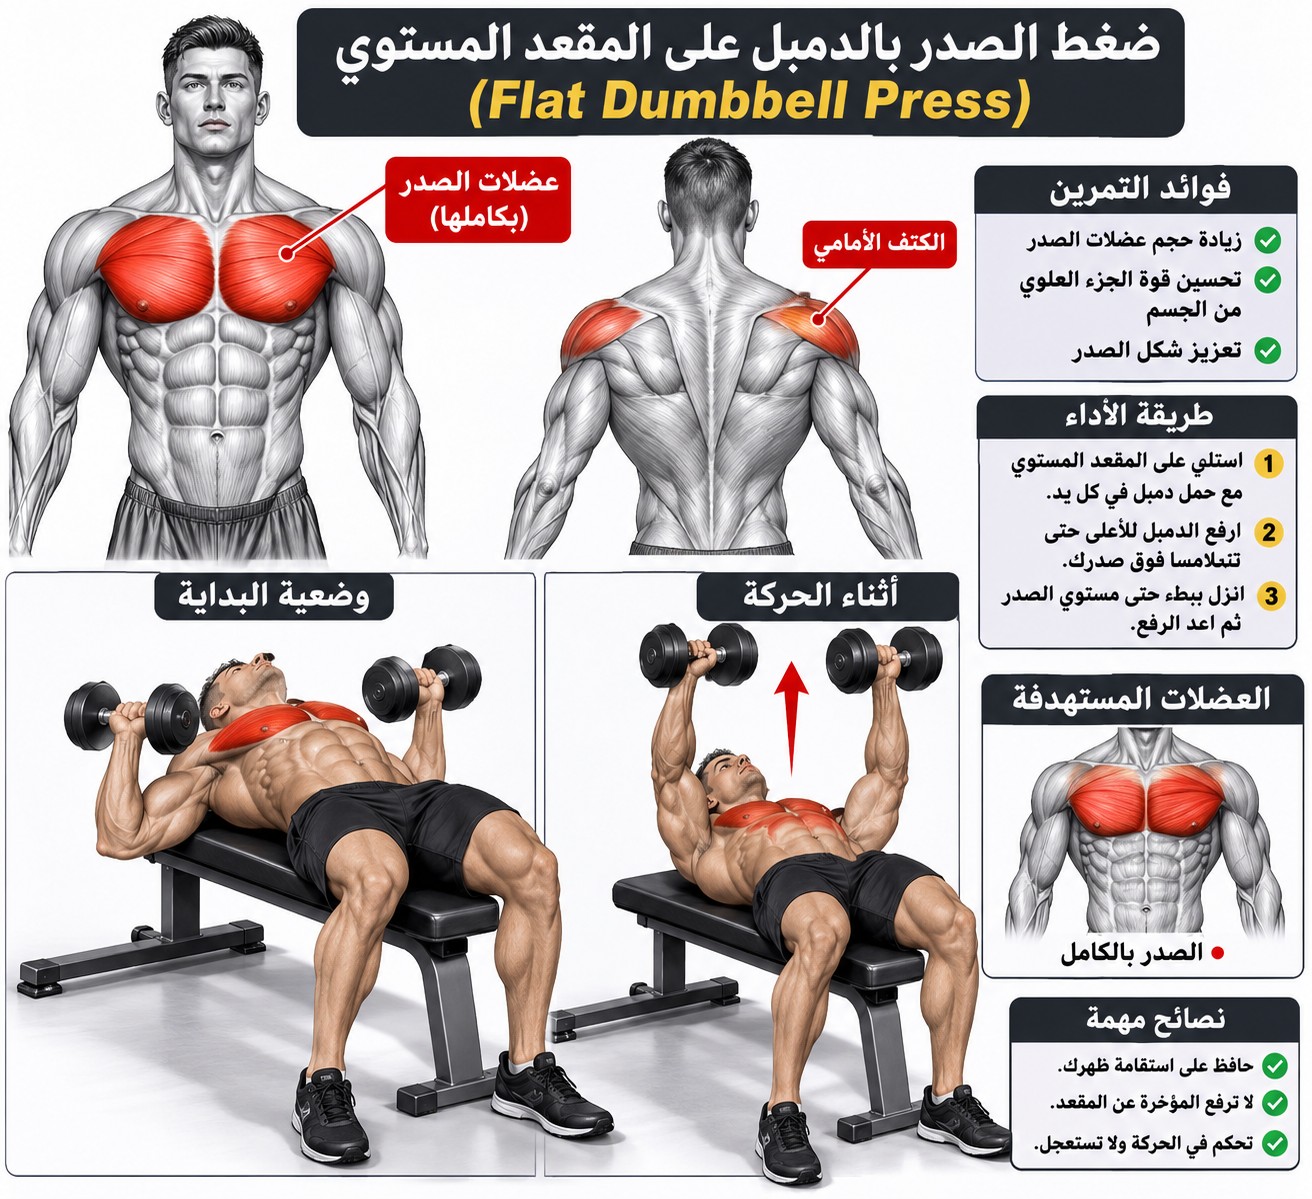 ضغط الصدر بالدمبل على المقعد المستوي
(Flat Dumbbell Press)
عضلات الصدر
(بكاملها)
الكتف الأمامي
فوائد التمرين
زيادة حجم عضلات الصدر
تحسين قوة الجزء العلوي
من الجسم
تعزيز شكل الصدر
طريقة الأداء
1 استلي على المقعد المستوي
مع حمل دمبل في كل يد.
2 ارفع الدمبل للأعلى حتى
تتعلامسا فوق صدرك.
3 انزل ببطء حتى مستوي الصدر
ثم اعد الرفع.
وضعية البداية
أثناء الحركة
العضلات المستهدفة
الصدر بالكامل
نصائح مهمة
حافظ على استقامة ظهرك.
لا ترفع المؤخرة عن المقعد.
تحكم في الحركة ولا تستعجل.